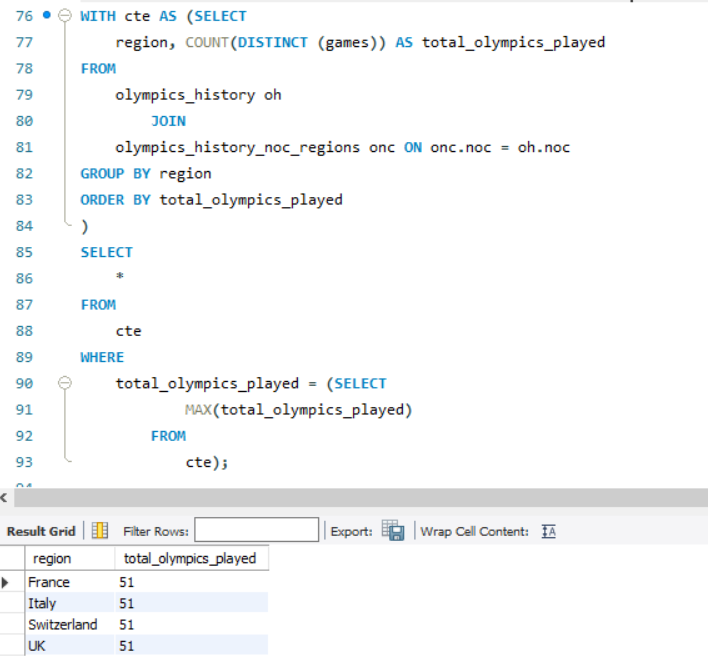 76 WITH cte AS (SELECT
77 region, COUNT(DISTINCT (games)) AS total_olympics_played
78 FROM
79 olympics_history oh
80 JOIN
81 olympics_history_noc_regions onc ON onc.noc = oh.noc
82 GROUP BY region
83 ORDER BY total_olympics_played
84 )
85 SELECT
86 *
87 FROM
88 cte
89 WHERE
90 total_olympics_played = (SELECT
91 MAX(total_olympics_played)
92 FROM
93 cte);
Result Grid Filter Rows: Export: Wrap Cell Content:
region total_olympics_played
France 51
Italy 51
Switzerland 51
UK 51